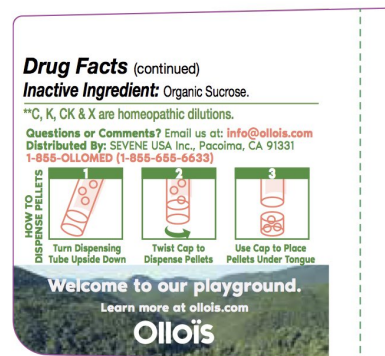 Drug Facts (continued)
Inactive Ingredient: Organic Sucrose.
**C, K, CK & X are homeopathic dilutions.
Questions or Comments? Email us at: info@ollois.com
Distributed By: SEVENE USA Inc., Pacoima, CA 91331
1-855-OLLOMED (1-855-655-6633)
HOW TO
DISPENSE PELLETS
1
Turn Dispensing
Tube Upside Down
2
Twist Cap to
Dispense Pellets
3
Use Cap to Place
Pellets Under Tongue
Welcome to our playground.
Learn more at ollois.com
Olloïs